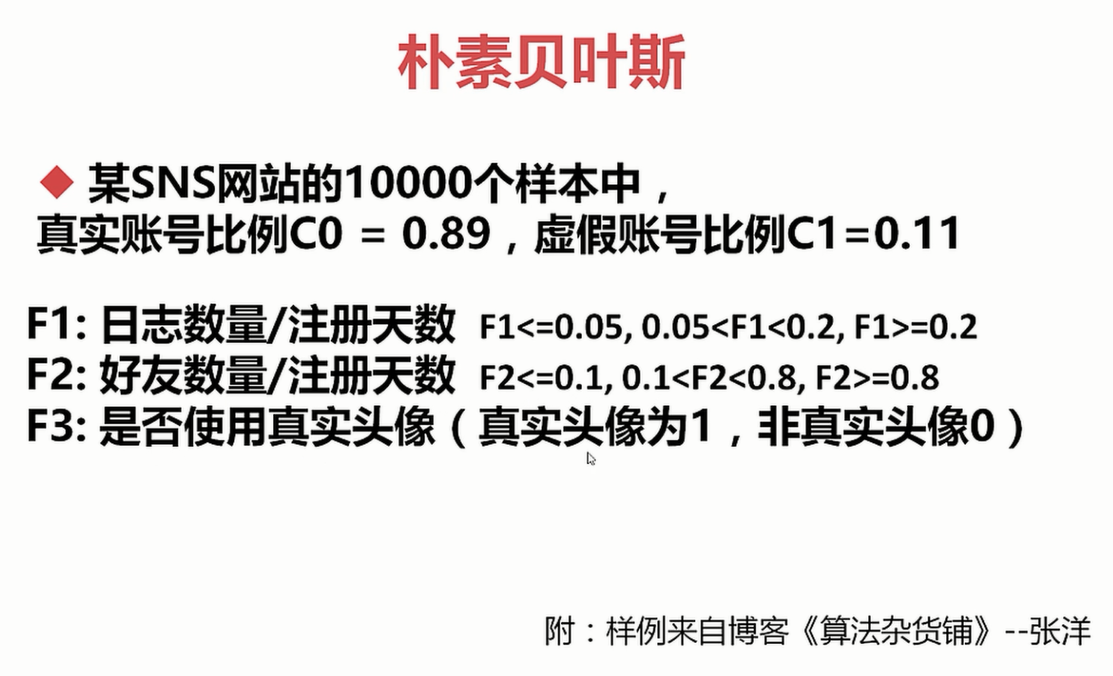 朴素贝叶斯
某SNS网站的10000个样本中，
真实账号比例C0 = 0.89，虚假账号比例C1=0.11
F1: 日志数量/注册天数 F1<=0.05, 0.05<F1<0.2, F1>=0.2
F2: 好友数量/注册天数 F2<=0.1, 0.1<F2<0.8, F2>=0.8
F3: 是否使用真实头像（真实头像为1，非真实头像0）
附：样例来自博客《算法杂货铺》--张洋